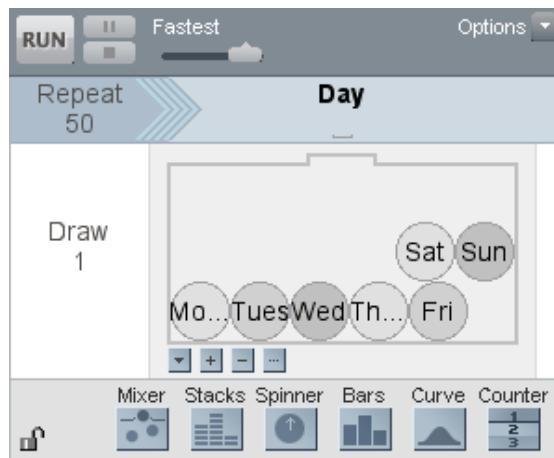 RUN
Fastest
Options
Repeat
50
Day
Draw
1
Sat Sun
Mo... Tues Wed Th... Fri
Mixer Stacks Spinner Bars Curve Counter
1
2
3